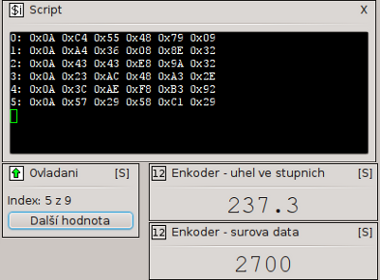 Script X
0: 0x0A 0xC4 0x55 0x48 0x79 0x09
1: 0x0A 0xA4 0x36 0x08 0x8E 0x32
2: 0x0A 0x43 0x43 0xE8 0x9A 0x32
3: 0x0A 0x23 0xAC 0x48 0xA3 0x2E
4: 0x0A 0x3C 0xAE 0xF8 0xB3 0x92
5: 0x0A 0x57 0x29 0x58 0xC1 0x29
Ovladani [S]
Index: 5 z 9
Další hodnota
12 Enkoder - uhel ve stupnich [S]
237.3
12 Enkoder - surova data [S]
2700